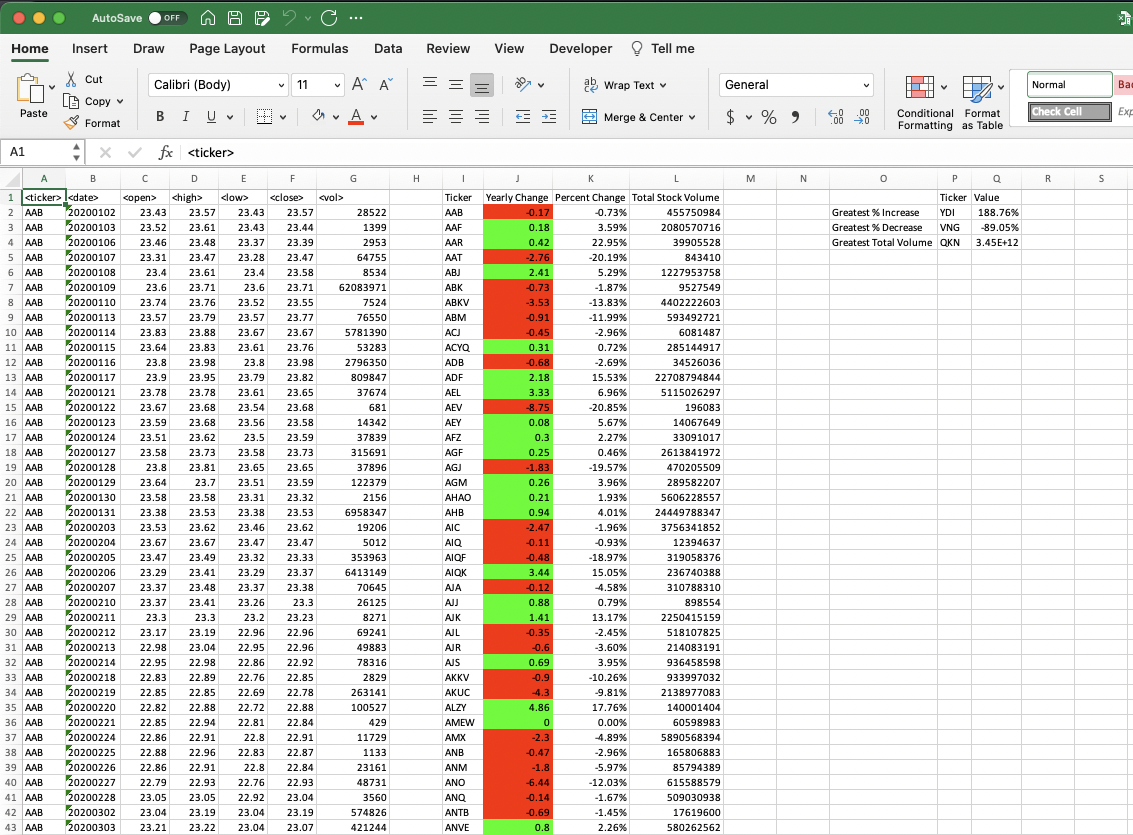 AutoSave OFF
Home Insert Draw Page Layout Formulas Data Review View Developer Tell me
Paste Cut Copy Format
Calibri (Body) 11
B I U A
Wrap Text
Merge & Center
General
$ % 9
Conditional Formatting
Format as Table
Normal
Check Cell
A1 fx <ticker>
A B C D E F G H I J K L M N O P Q R S
1 <ticker> <date> <open> <high> <low> <close> <vol> Ticker Yearly Change Percent Change Total Stock Volume Ticker Value
2 AAB 20200102 23.43 23.57 23.43 23.57 28522 AAB -0.17 -0.73% 455750984 Greatest % Increase YDI 188.76%
3 AAB 20200103 23.52 23.61 23.43 23.44 1399 AAF 0.18 3.59% 2080570716 Greatest % Decrease VNG -89.05%
4 AAB 20200106 23.46 23.48 23.37 23.39 2953 AAR 0.42 22.95% 39905528 Greatest Total Volume QKN 3.45E+12
5 AAB 20200107 23.31 23.47 23.28 23.47 64755 AAT -2.76 -20.19% 843410
6 AAB 20200108 23.4 23.61 23.4 23.58 8534 ABJ 2.41 5.29% 1227953758
7 AAB 20200109 23.6 23.71 23.6 23.71 62083971 ABK -0.73 -1.87% 9527549
8 AAB 20200110 23.74 23.76 23.52 23.55 7524 ABKV -3.53 -13.83% 4402222603
9 AAB 20200113 23.57 23.79 23.57 23.77 76550 ABM -0.91 -11.99% 593492721
10 AAB 20200114 23.83 23.88 23.67 23.67 5781390 ACJ -0.45 -2.96% 6081487
11 AAB 20200115 23.64 23.83 23.61 23.76 53283 ACYQ 0.31 0.72% 285144917
12 AAB 20200116 23.8 23.98 23.8 23.98 2796350 ADB -0.68 -2.69% 34526036
13 AAB 20200117 23.9 23.95 23.79 23.82 809847 ADF 2.18 15.53% 22708794844
14 AAB 20200121 23.78 23.78 23.61 23.65 37674 AEL 3.33 6.96% 5115026297
15 AAB 20200122 23.67 23.68 23.54 23.68 681 AEV -8.75 -20.85% 196083
16 AAB 20200123 23.59 23.68 23.56 23.58 14342 AEY 0.08 5.67% 14067649
17 AAB 20200124 23.51 23.62 23.5 23.59 37839 AFZ 0.3 2.27% 33091017
18 AAB 20200127 23.58 23.73 23.58 23.73 315691 AGF 0.25 0.46% 2613841972
19 AAB 20200128 23.8 23.81 23.65 23.65 37896 AGJ -1.83 -19.57% 470205509
20 AAB 20200129 23.64 23.7 23.51 23.59 122379 AGM 0.26 3.96% 289582207
21 AAB 20200130 23.58 23.58 23.31 23.32 2156 AHAO 0.21 1.93% 5606228557
22 AAB 20200131 23.38 23.53 23.38 23.53 6958347 AHB 0.94 4.01% 24449788347
23 AAB 20200203 23.53 23.62 23.46 23.62 19206 AIC -2.47 -1.96% 3756341852
24 AAB 20200204 23.67 23.67 23.47 23.47 5012 AIQ -0.11 -0.93% 12394637
25 AAB 20200205 23.47 23.49 23.32 23.33 353963 AIQF -0.48 -18.97% 319058376
26 AAB 20200206 23.29 23.41 23.29 23.37 6413149 AIQK 3.44 15.05% 236740388
27 AAB 20200207 23.37 23.48 23.37 23.38 70645 AJA -0.12 -4.58% 310788310
28 AAB 20200210 23.37 23.41 23.26 23.3 26125 AJJ 0.88 0.79% 898554
29 AAB 20200211 23.3 23.3 23.2 23.23 8271 AJK 1.41 13.17% 2250415159
30 AAB 20200212 23.17 23.19 22.96 22.96 69241 AJL -0.35 -2.45% 518107825
31 AAB 20200213 22.98 23.04 22.95 22.96 49883 AJR -0.6 -3.60% 214083191
32 AAB 20200214 22.95 22.98 22.86 22.92 78316 AJS 0.69 3.95% 936458598
33 AAB 20200218 22.83 22.89 22.76 22.85 2829 AKKV -0.9 -10.26% 933997032
34 AAB 20200219 22.85 22.85 22.69 22.78 263141 AKUC -4.3 -9.81% 2138977083
35 AAB 20200220 22.82 22.88 22.72 22.88 100527 ALZY 4.86 17.76% 140001404
36 AAB 20200221 22.85 22.94 22.81 22.84 429 AMEW 0 0.00% 60598983
37 AAB 20200224 22.86 22.91 22.8 22.91 11729 AMX -2.3 -4.89% 5890568394
38 AAB 20200225 22.88 22.96 22.83 22.87 1133 ANB -0.47 -2.96% 165806883
39 AAB 20200226 22.86 22.91 22.8 22.84 23161 ANM -1.8 -5.97% 85794389
40 AAB 20200227 22.79 22.93 22.76 22.93 48731 ANO -6.44 -12.03% 615588579
41 AAB 20200228 23.05 23.05 22.92 23.04 3560 ANQ -0.14 -1.67% 509030938
42 AAB 20200302 23.04 23.19 23.04 23.19 574826 ANTB -0.69 -1.45% 17619600
43 AAB 20200303 23.21 23.22 23.04 23.07 421244 ANVE 0.8 2.26% 580262562